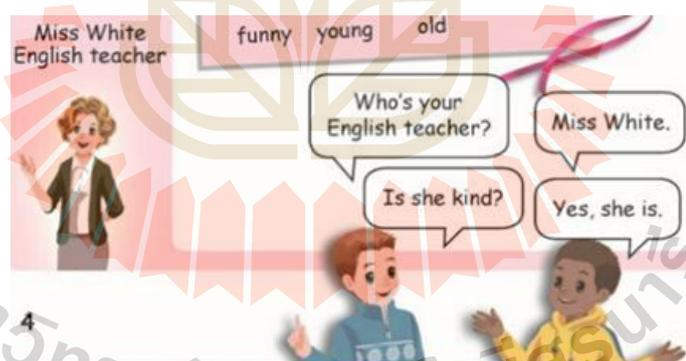 Miss White
English teacher
funny young old
Who's your
English teacher?
Miss White.
Is she kind?
Yes, she is.
4